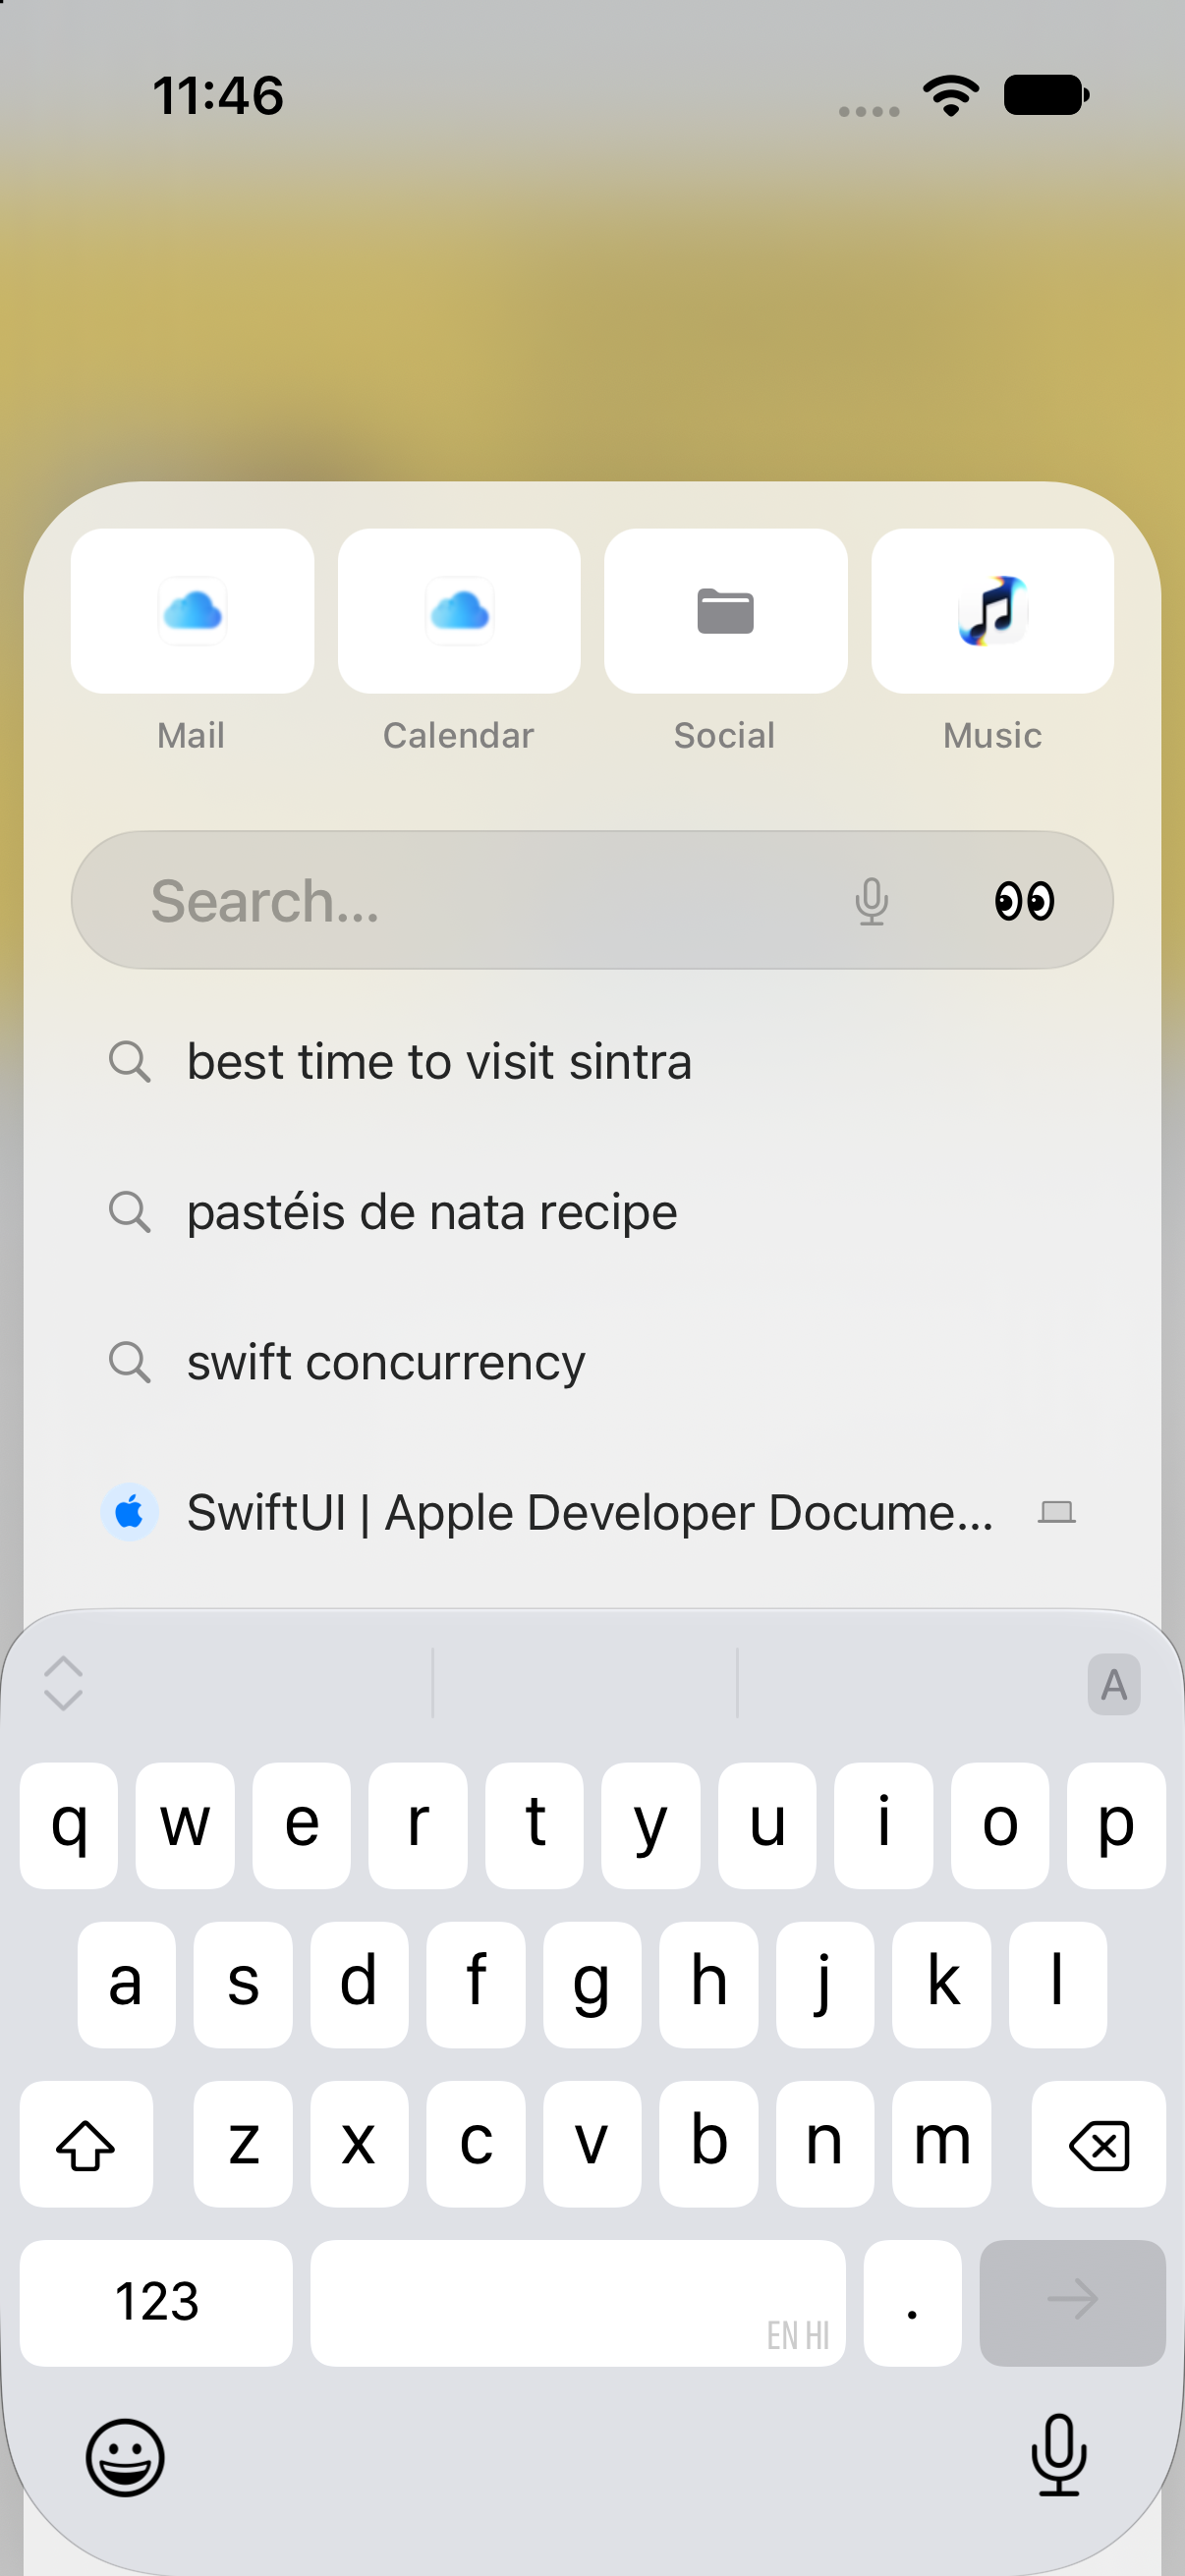 11:46
Mail Calendar Social Music
Search...
best time to visit sintra
pastéis de nata recipe
swift concurrency
SwiftUI | Apple Developer Docume...
A
q w e r t y u i o p
a s d f g h j k l
z x c v b n m
123 EN HI .